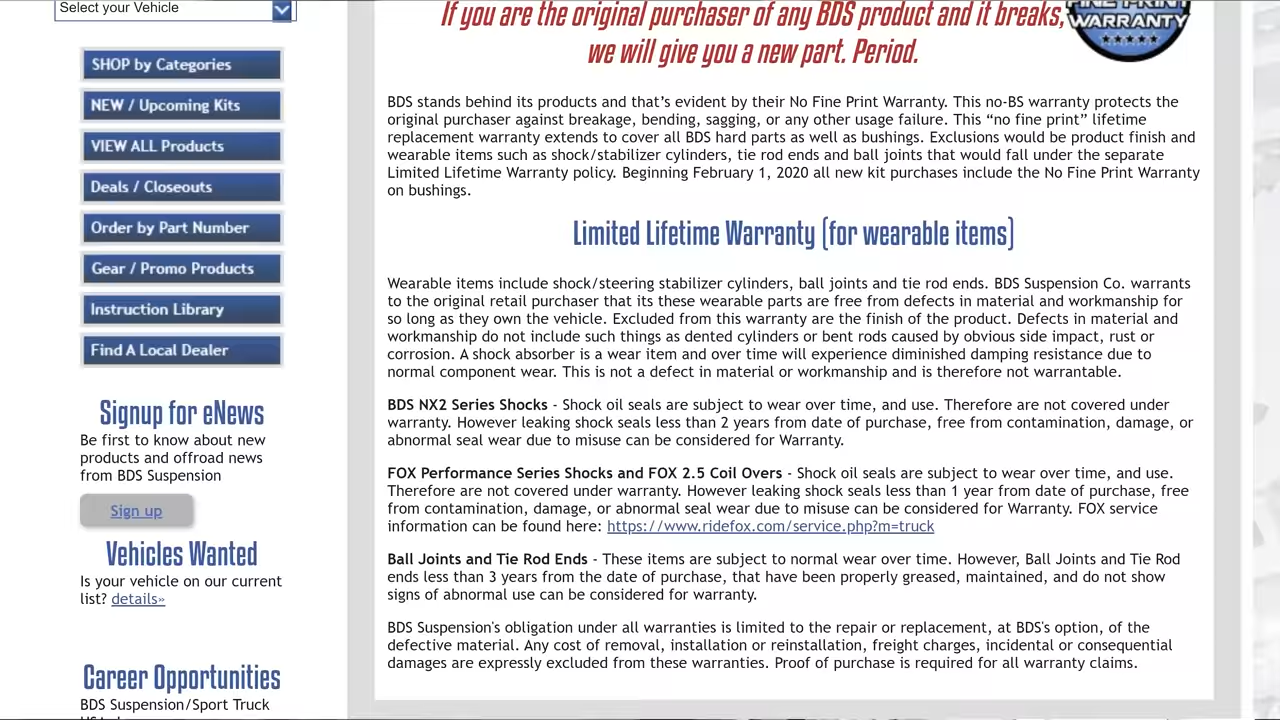 Select your Vehicle
SHOP by Categories
NEW / Upcoming Kits
VIEW ALL Products
Deals / Closeouts
Order by Part Number
Gear / Promo Products
Instruction Library
Find A Local Dealer
Signup for eNews
Be first to know about new
products and offroad news
from BDS Suspension
Sign up
Vehicles Wanted
Is your vehicle on our current
list? details»
Career Opportunities
BDS Suspension/Sport Truck
If you are the original purchaser of any BDS product and it breaks,
we will give you a new part. Period.
FINE PRINT
WARRANTY
BDS stands behind its products and that’s evident by their No Fine Print Warranty. This no-BS warranty protects the
original purchaser against breakage, bending, sagging, or any other usage failure. This “no fine print” lifetime
replacement warranty extends to cover all BDS hard parts as well as bushings. Exclusions would be product finish and
wearable items such as shock/stabilizer cylinders, tie rod ends and ball joints that would fall under the separate
Limited Lifetime Warranty policy. Beginning February 1, 2020 all new kit purchases include the No Fine Print Warranty
on bushings.
Limited Lifetime Warranty (for wearable items)
Wearable items include shock/steering stabilizer cylinders, ball joints and tie rod ends. BDS Suspension Co. warrants
to the original retail purchaser that its these wearable parts are free from defects in material and workmanship for
so long as they own the vehicle. Excluded from this warranty are the finish of the product. Defects in material and
workmanship do not include such things as dented cylinders or bent rods caused by obvious side impact, rust or
corrosion. A shock absorber is a wear item and over time will experience diminished damping resistance due to
normal component wear. This is not a defect in material or workmanship and is therefore not warrantable.
BDS NX2 Series Shocks - Shock oil seals are subject to wear over time, and use. Therefore are not covered under
warranty. However leaking shock seals less than 2 years from date of purchase, free from contamination, damage, or
abnormal seal wear due to misuse can be considered for Warranty.
FOX Performance Series Shocks and FOX 2.5 Coil Overs - Shock oil seals are subject to wear over time, and use.
Therefore are not covered under warranty. However leaking shock seals less than 1 year from date of purchase, free
from contamination, damage, or abnormal seal wear due to misuse can be considered for Warranty. FOX service
information can be found here: https://www.ridefox.com/service.php?m=truck
Ball Joints and Tie Rod Ends - These items are subject to normal wear over time. However, Ball Joints and Tie Rod
ends less than 3 years from the date of purchase, that have been properly greased, maintained, and do not show
signs of abnormal use can be considered for warranty.
BDS Suspension's obligation under all warranties is limited to the repair or replacement, at BDS's option, of the
defective material. Any cost of removal, installation or reinstallation, freight charges, incidental or consequential
damages are expressly excluded from these warranties. Proof of purchase is required for all warranty claims.